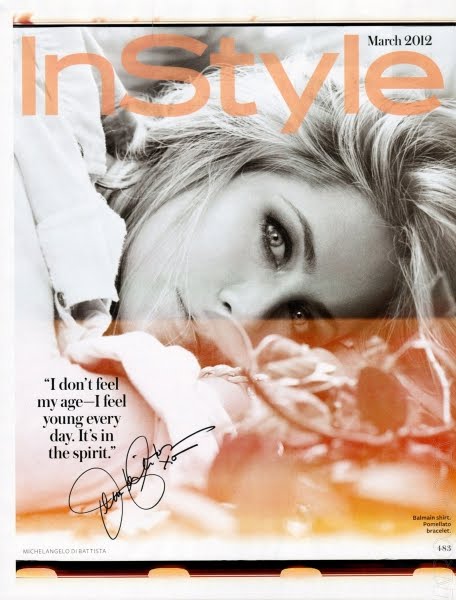 InStyle
March 2012
“I don’t feel
my age—I feel
young every
day. It’s in
the spirit.”
Balmain shirt.
Pomellato
bracelet.
MICHELANGELO DI BATTISTA
483